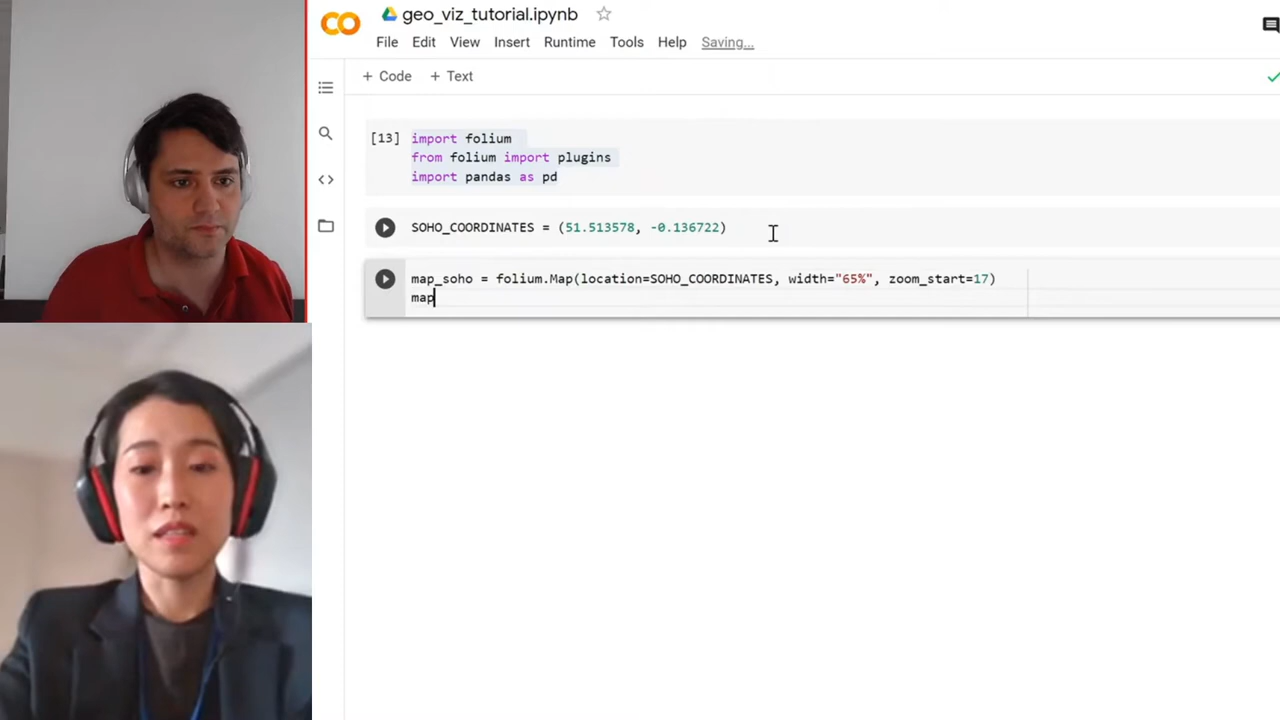 CO
geo_viz_tutorial.ipynb
File Edit View Insert Runtime Tools Help Saving...
+ Code + Text
[13] import folium
from folium import plugins
import pandas as pd
SOHO_COORDINATES = (51.513578, -0.136722)
map_soho = folium.Map(location=SOHO_COORDINATES, width="65%", zoom_start=17)
map